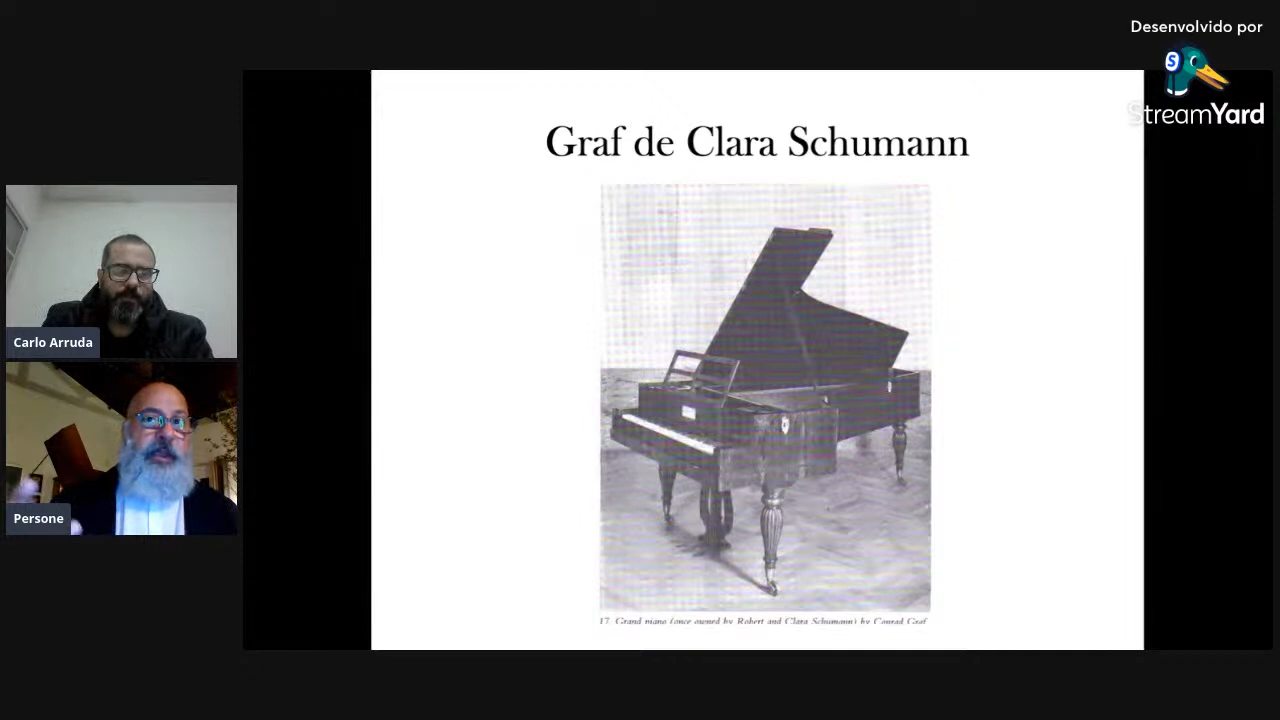 Desenvolvido por
StreamYard
Graf de Clara Schumann
Carlo Arruda
Persone
17. Grand piano (once owned by Robert and Clara Schumann) by Conrad Graf